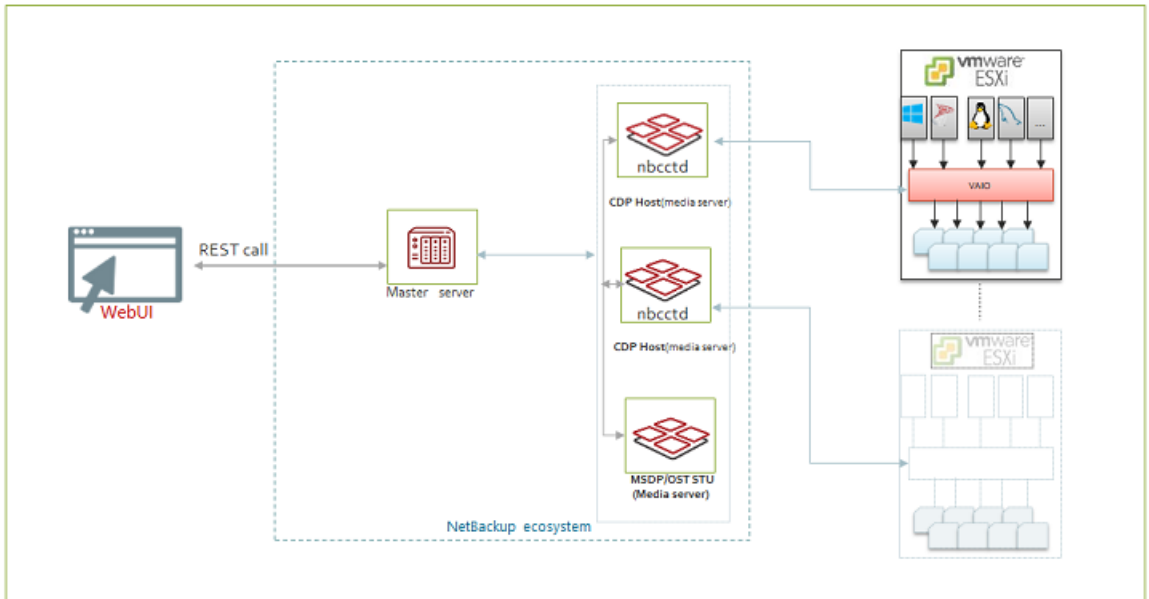 vmware
ESXi
...
nbcctd
VAIO
CDP Host(media server)
REST call
Master server
WebUI
nbcctd
CDP Host(media server)
vmware
ESXi
MSDP/OST STU
(Media server)
NetBackup ecosystem